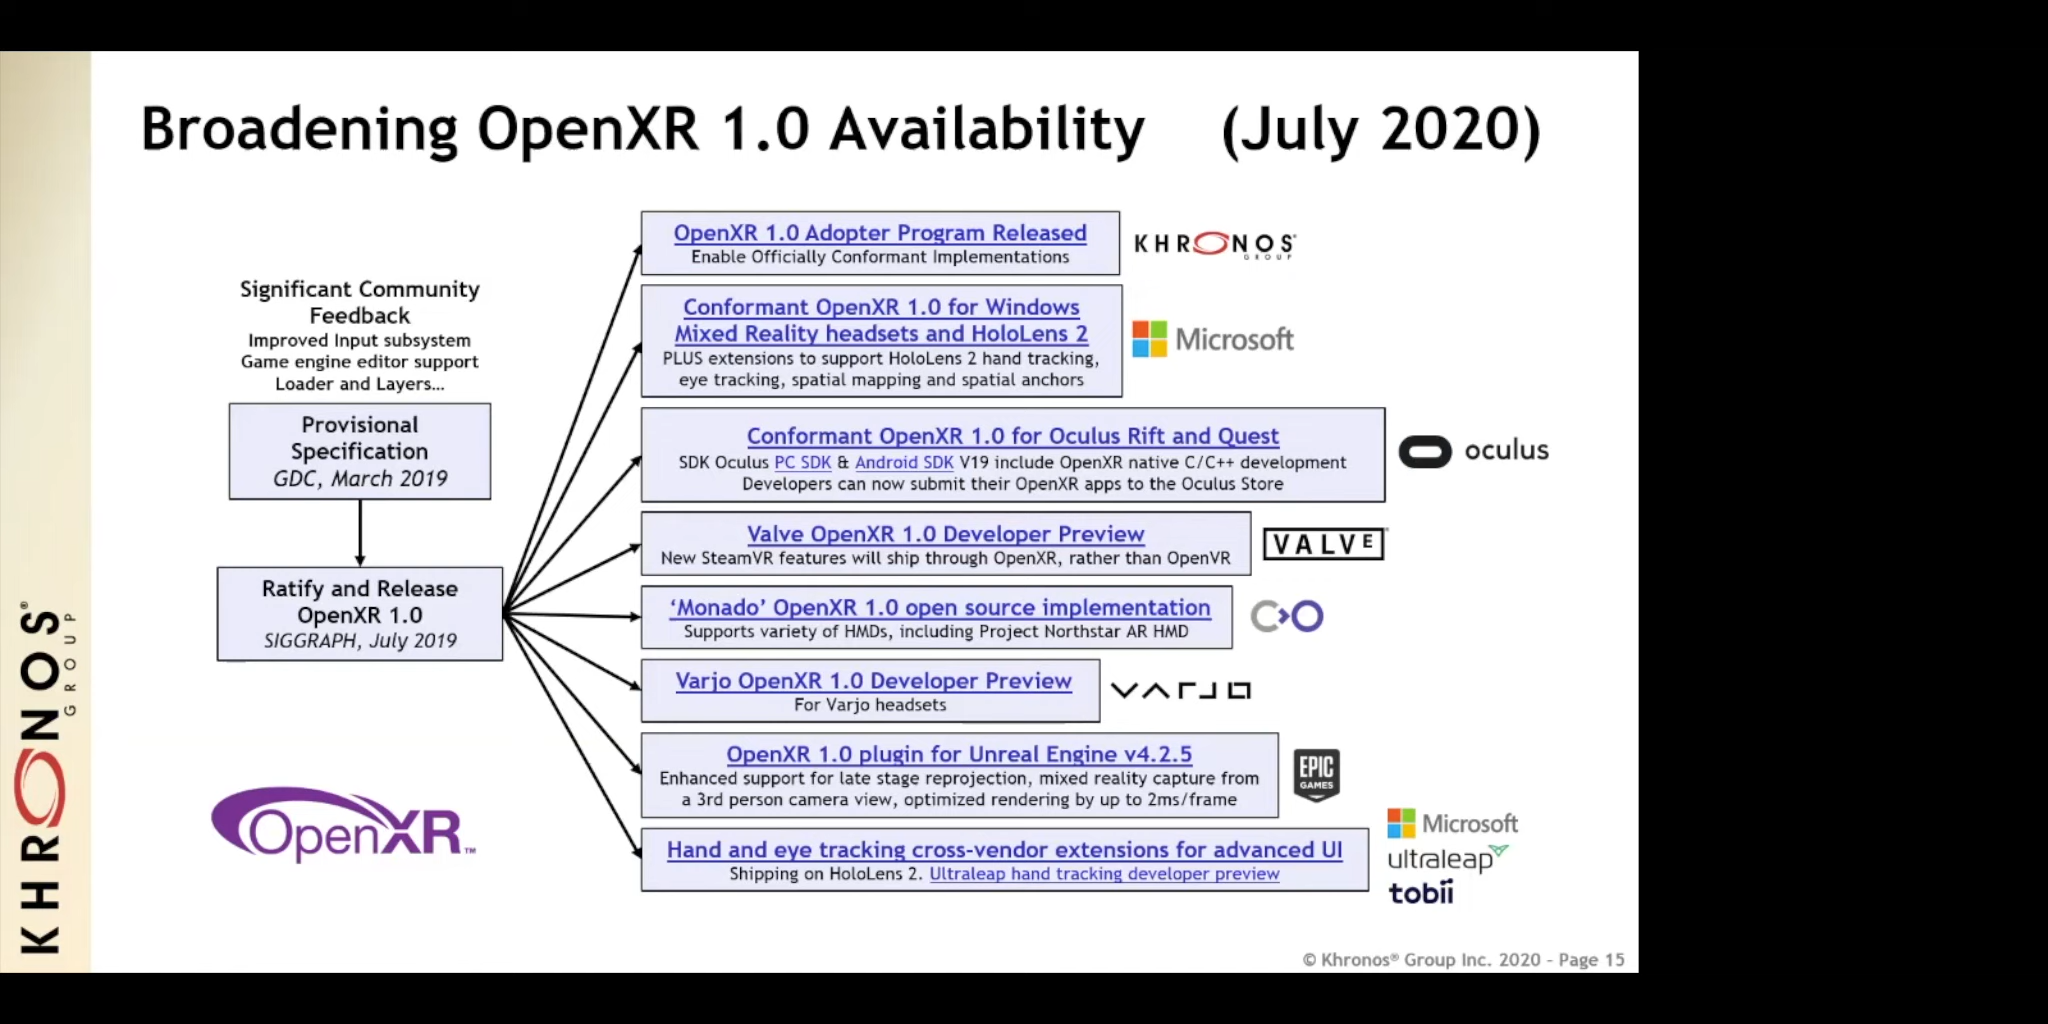 Broadening OpenXR 1.0 Availability (July 2020)
Significant Community
Feedback
Improved Input subsystem
Game engine editor support
Loader and Layers…
Provisional
Specification
GDC, March 2019
Ratify and Release
OpenXR 1.0
SIGGRAPH, July 2019
OpenXR™
OpenXR 1.0 Adopter Program Released
Enable Officially Conformant Implementations
KHRONOS®
GROUP
Conformant OpenXR 1.0 for Windows
Mixed Reality headsets and HoloLens 2
PLUS extensions to support HoloLens 2 hand tracking,
eye tracking, spatial mapping and spatial anchors
Microsoft
Conformant OpenXR 1.0 for Oculus Rift and Quest
SDK Oculus PC SDK & Android SDK V19 include OpenXR native C/C++ development
Developers can now submit their OpenXR apps to the Oculus Store
oculus
Valve OpenXR 1.0 Developer Preview
New SteamVR features will ship through OpenXR, rather than OpenVR
VALVE
‘Monado’ OpenXR 1.0 open source implementation
Supports variety of HMDs, including Project Northstar AR HMD
Varjo OpenXR 1.0 Developer Preview
For Varjo headsets
VARJO
OpenXR 1.0 plugin for Unreal Engine v4.2.5
Enhanced support for late stage reprojection, mixed reality capture from
a 3rd person camera view, optimized rendering by up to 2ms/frame
EPIC
GAMES
Hand and eye tracking cross-vendor extensions for advanced UI
Shipping on HoloLens 2. Ultraleap hand tracking developer preview
Microsoft
ultraleap
tobii
KHRONOS®
GROUP
© Khronos® Group Inc. 2020 - Page 15